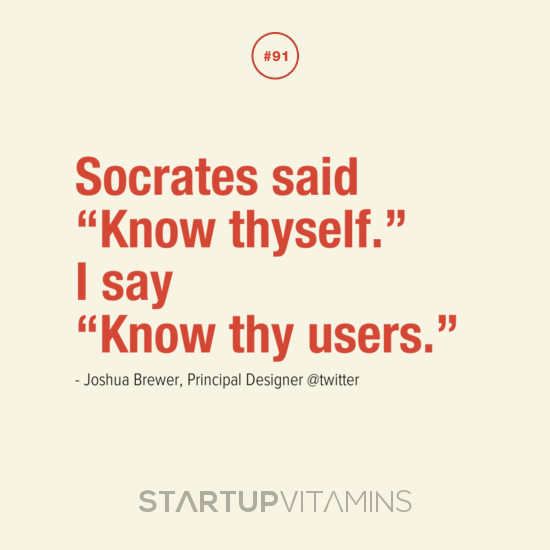 #91
Socrates said
“Know thyself.”
I say
“Know thy users.”
- Joshua Brewer, Principal Designer @twitter
STARTUPVITAMINS